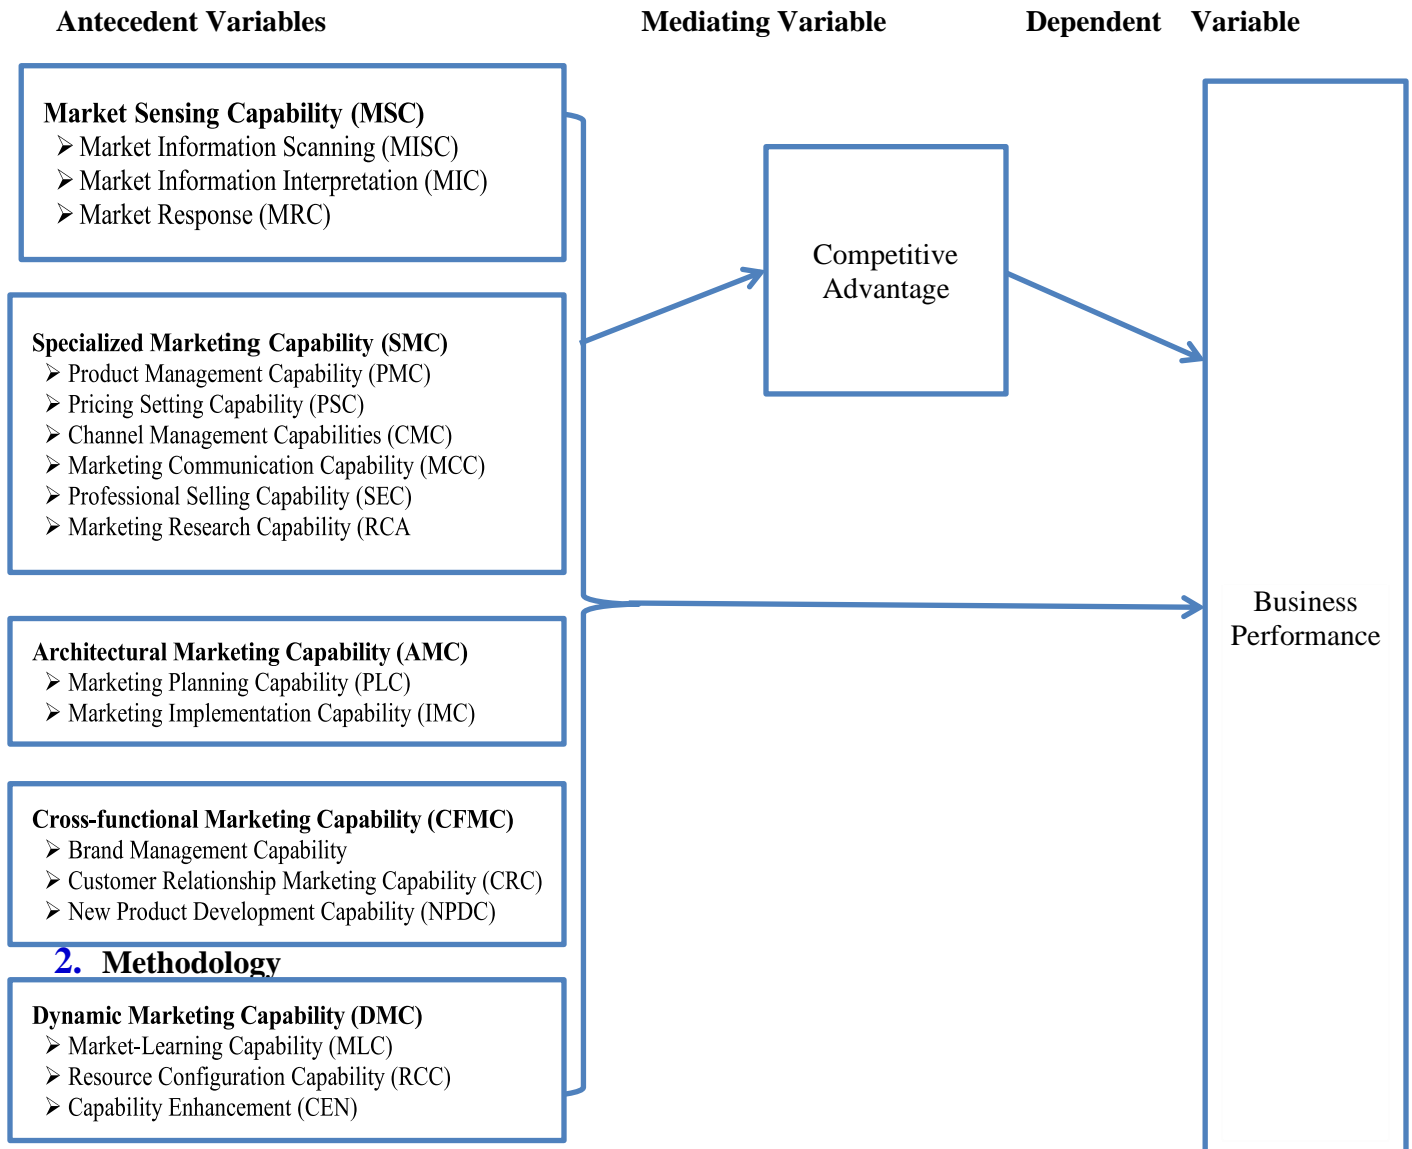 Antecedent Variables Mediating Variable Dependent Variable
Market Sensing Capability (MSC)
➢ Market Information Scanning (MISC)
➢ Market Information Interpretation (MIC)
➢ Market Response (MRC)
Competitive
Advantage
Specialized Marketing Capability (SMC)
➢ Product Management Capability (PMC)
➢ Pricing Setting Capability (PSC)
➢ Channel Management Capabilities (CMC)
➢ Marketing Communication Capability (MCC)
➢ Professional Selling Capability (SEC)
➢ Marketing Research Capability (RCA
Business
Performance
Architectural Marketing Capability (AMC)
➢ Marketing Planning Capability (PLC)
➢ Marketing Implementation Capability (IMC)
Cross-functional Marketing Capability (CFMC)
➢ Brand Management Capability
➢ Customer Relationship Marketing Capability (CRC)
➢ New Product Development Capability (NPDC)
2. Methodology
Dynamic Marketing Capability (DMC)
➢ Market-Learning Capability (MLC)
➢ Resource Configuration Capability (RCC)
➢ Capability Enhancement (CEN)